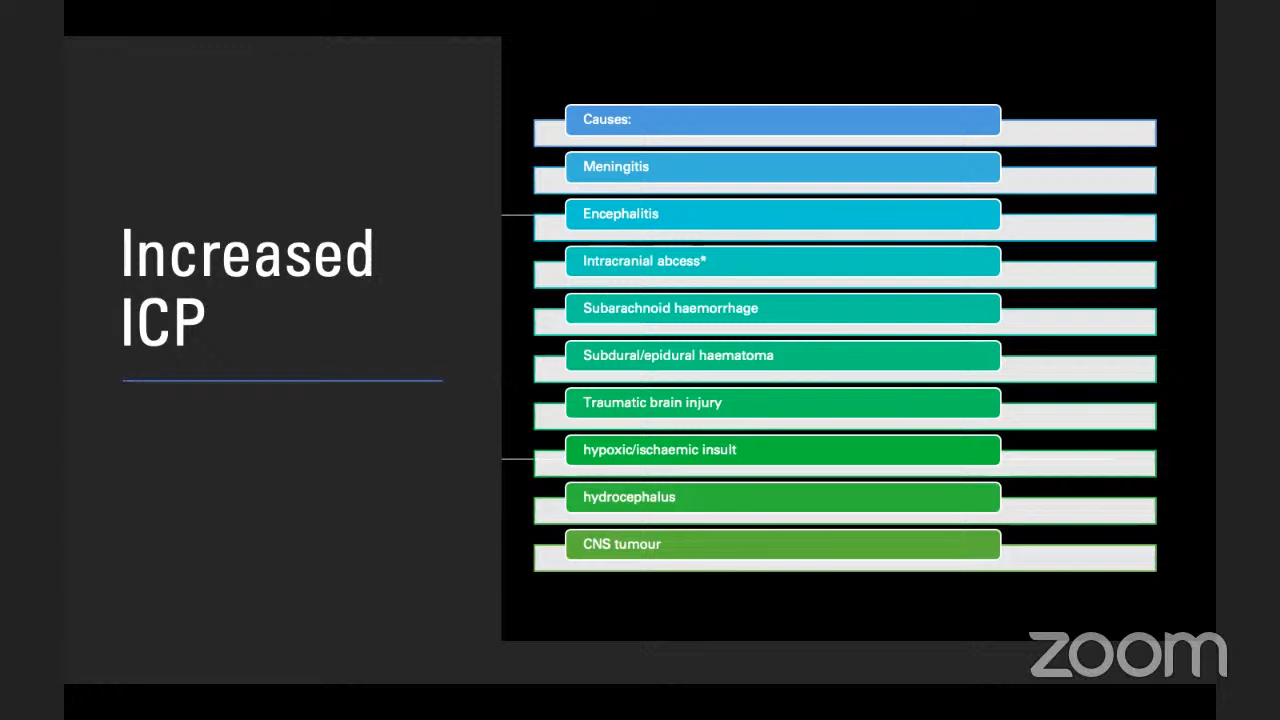 Increased
ICP
Causes:
Meningitis
Encephalitis
Intracranial abcess*
Subarachnoid haemorrhage
Subdural/epidural haematoma
Traumatic brain injury
hypoxic/ischaemic insult
hydrocephalus
CNS tumour
zoom